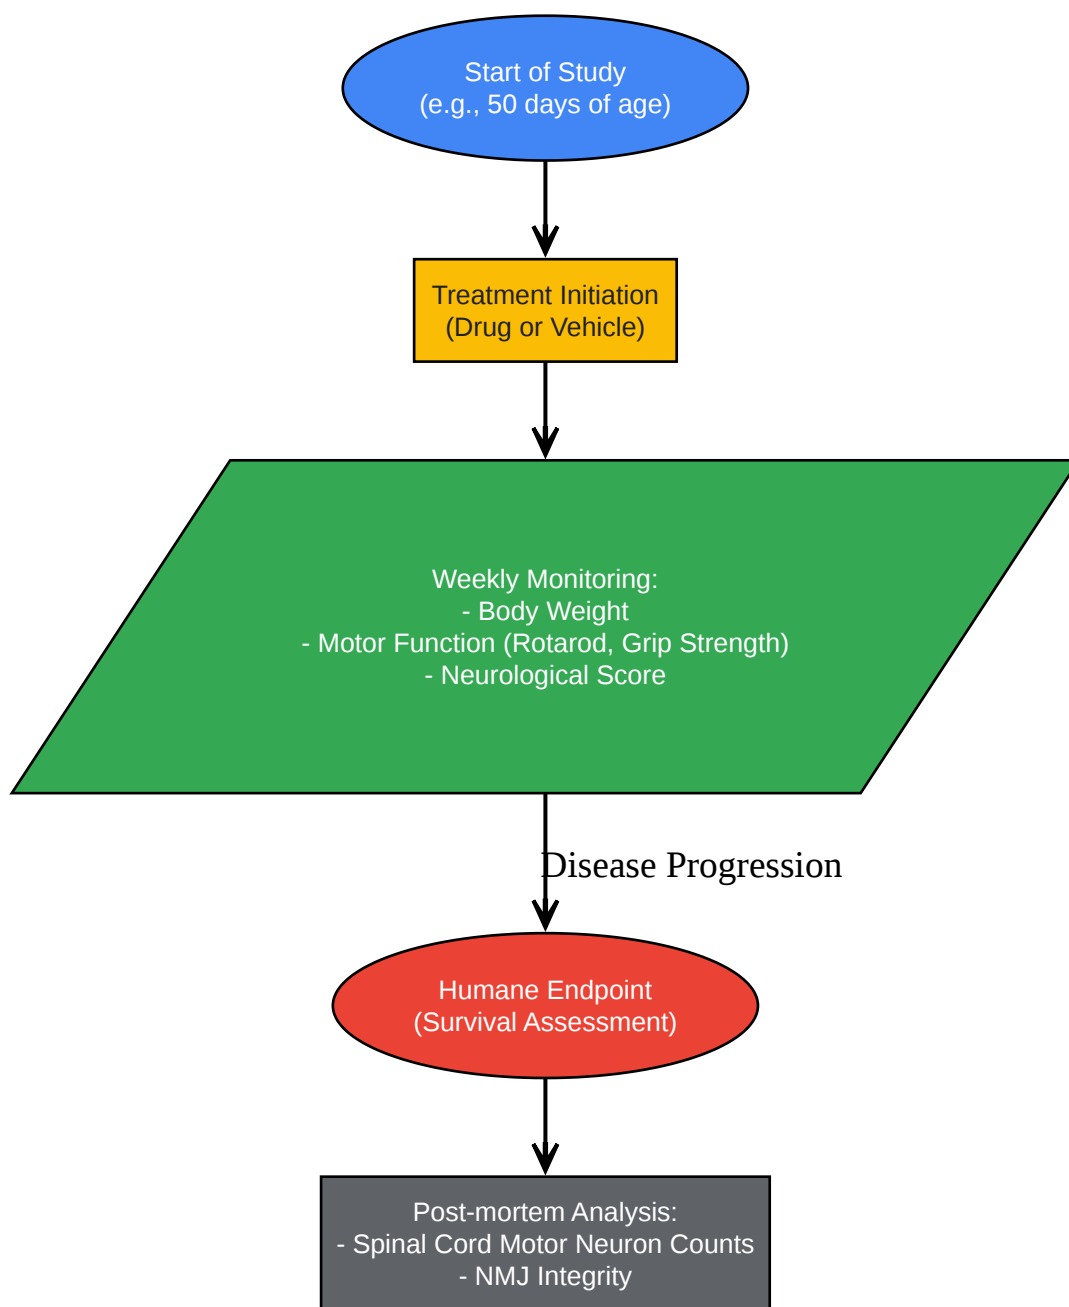 Start of Study
(e.g., 50 days of age)
Treatment Initiation
(Drug or Vehicle)
Weekly Monitoring:
- Body Weight
- Motor Function (Rotarod, Grip Strength)
- Neurological Score
Disease Progression
Humane Endpoint
(Survival Assessment)
Post-mortem Analysis:
- Spinal Cord Motor Neuron Counts
- NMJ Integrity